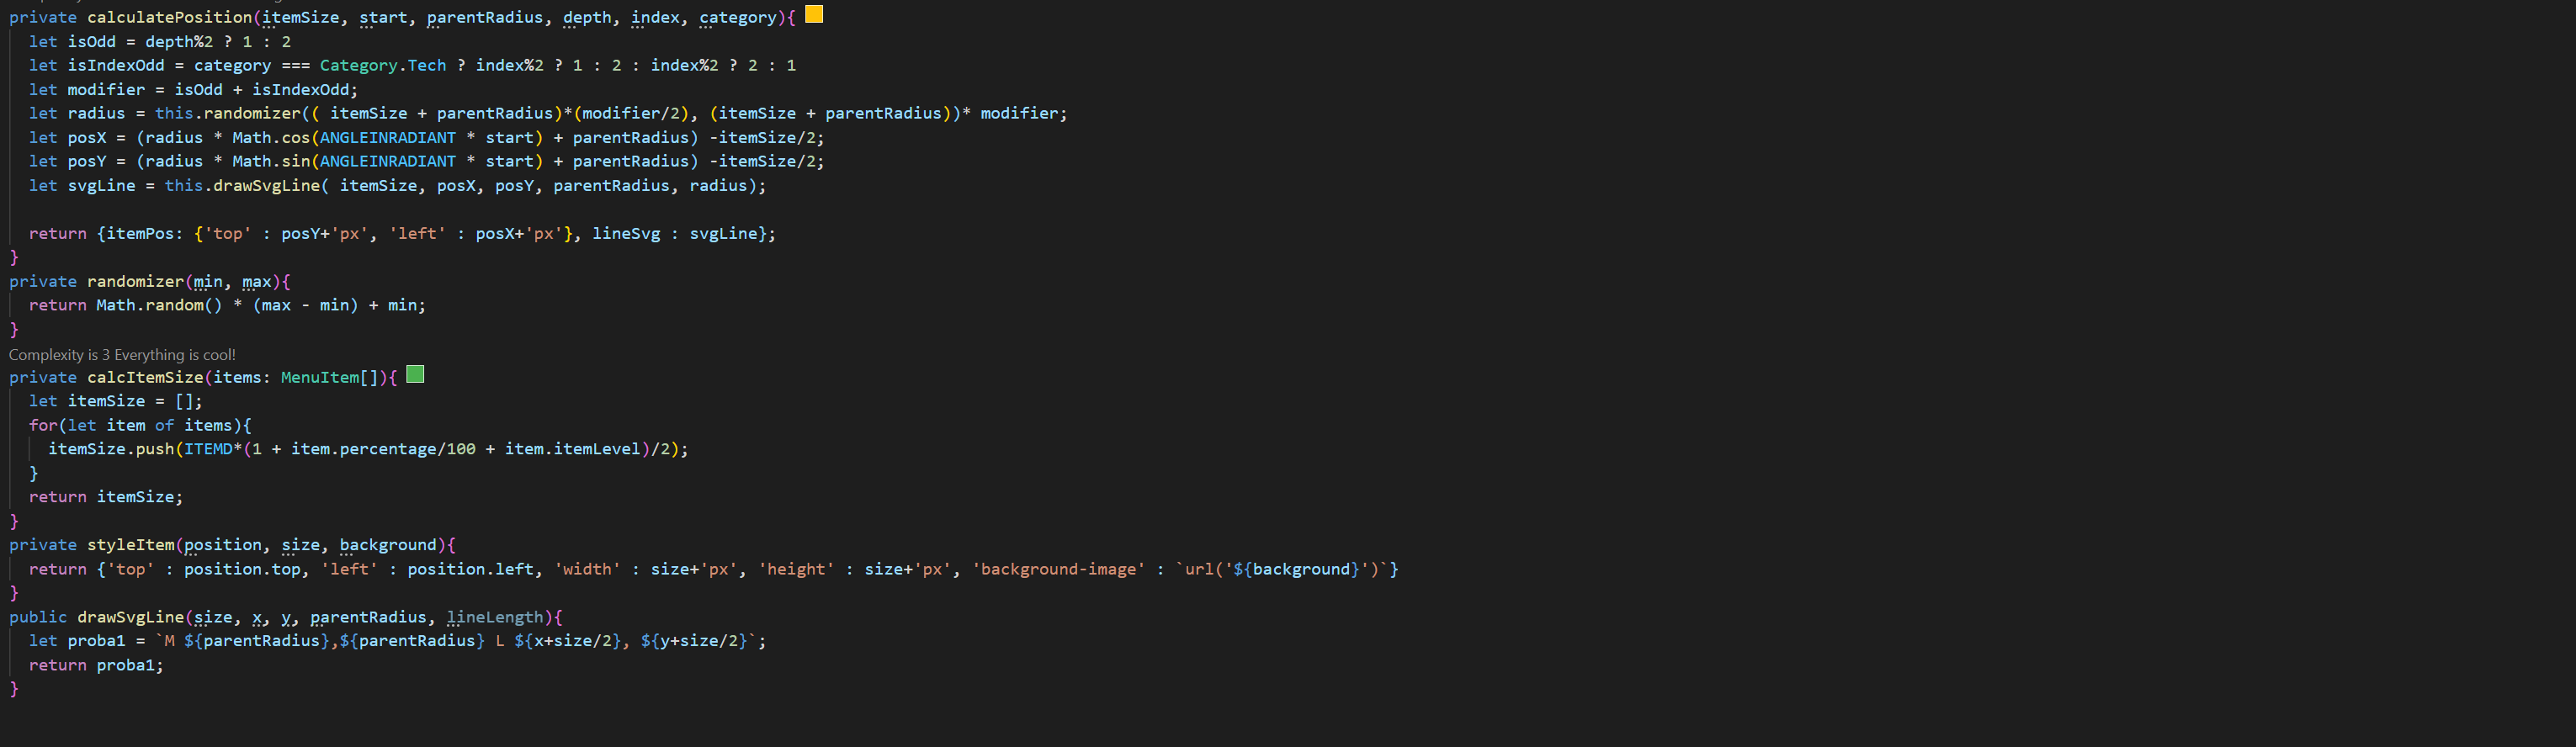 private calculatePosition(itemSize, start, parentRadius, depth, index, category){
let isOdd = depth%2 ? 1 : 2
let isIndexOdd = category === Category.Tech ? index%2 ? 1 : 2 : index%2 ? 2 : 1
let modifier = isOdd + isIndexOdd;
let radius = this.randomizer(( itemSize + parentRadius)*(modifier/2), (itemSize + parentRadius))* modifier;
let posX = (radius * Math.cos(ANGLEINRADIANT * start) + parentRadius) -itemSize/2;
let posY = (radius * Math.sin(ANGLEINRADIANT * start) + parentRadius) -itemSize/2;
let svgLine = this.drawSvgLine( itemSize, posX, posY, parentRadius, radius);
return {itemPos: {'top' : posY+'px', 'left' : posX+'px'}, lineSvg : svgLine};
}
private randomizer(min, max){
return Math.random() * (max - min) + min;
}
Complexity is 3 Everything is cool!
private calcItemSize(items: MenuItem[]){
let itemSize = [];
for(let item of items){
itemSize.push(ITEMD*(1 + item.percentage/100 + item.itemLevel)/2);
}
return itemSize;
}
private styleItem(position, size, background){
return {'top' : position.top, 'left' : position.left, 'width' : size+'px', 'height' : size+'px', 'background-image' : `url('${background}')`}
}
public drawSvgLine(size, x, y, parentRadius, lineLength){
let proba1 = `M ${parentRadius},${parentRadius} L ${x+size/2}, ${y+size/2}`;
return proba1;
}